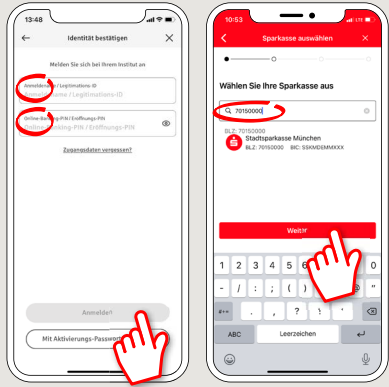 13:48
Identität bestätigen
Melden Sie sich bei Ihrem Institut an
Anmeldename / Legitimations-ID
Anmeldename / Legitimations-ID
Online-Banking-PIN / Eröffnungs-PIN
Online-Banking-PIN / Eröffnungs-PIN
Zugangsdaten vergessen?
Anmelden
Mit Aktivierungs-Passwort
10:53
LTE
Sparkasse auswählen
Wählen Sie Ihre Sparkasse aus
70150000
BLZ: 70150000
Stadtsparkasse München
BLZ: 70150000 BIC: SSKMDEMMXXX
Weiter
1 2 3 4 5 6 0
- / : ; ( ) @ "
#+= . , ? ! '
ABC Leerzeichen